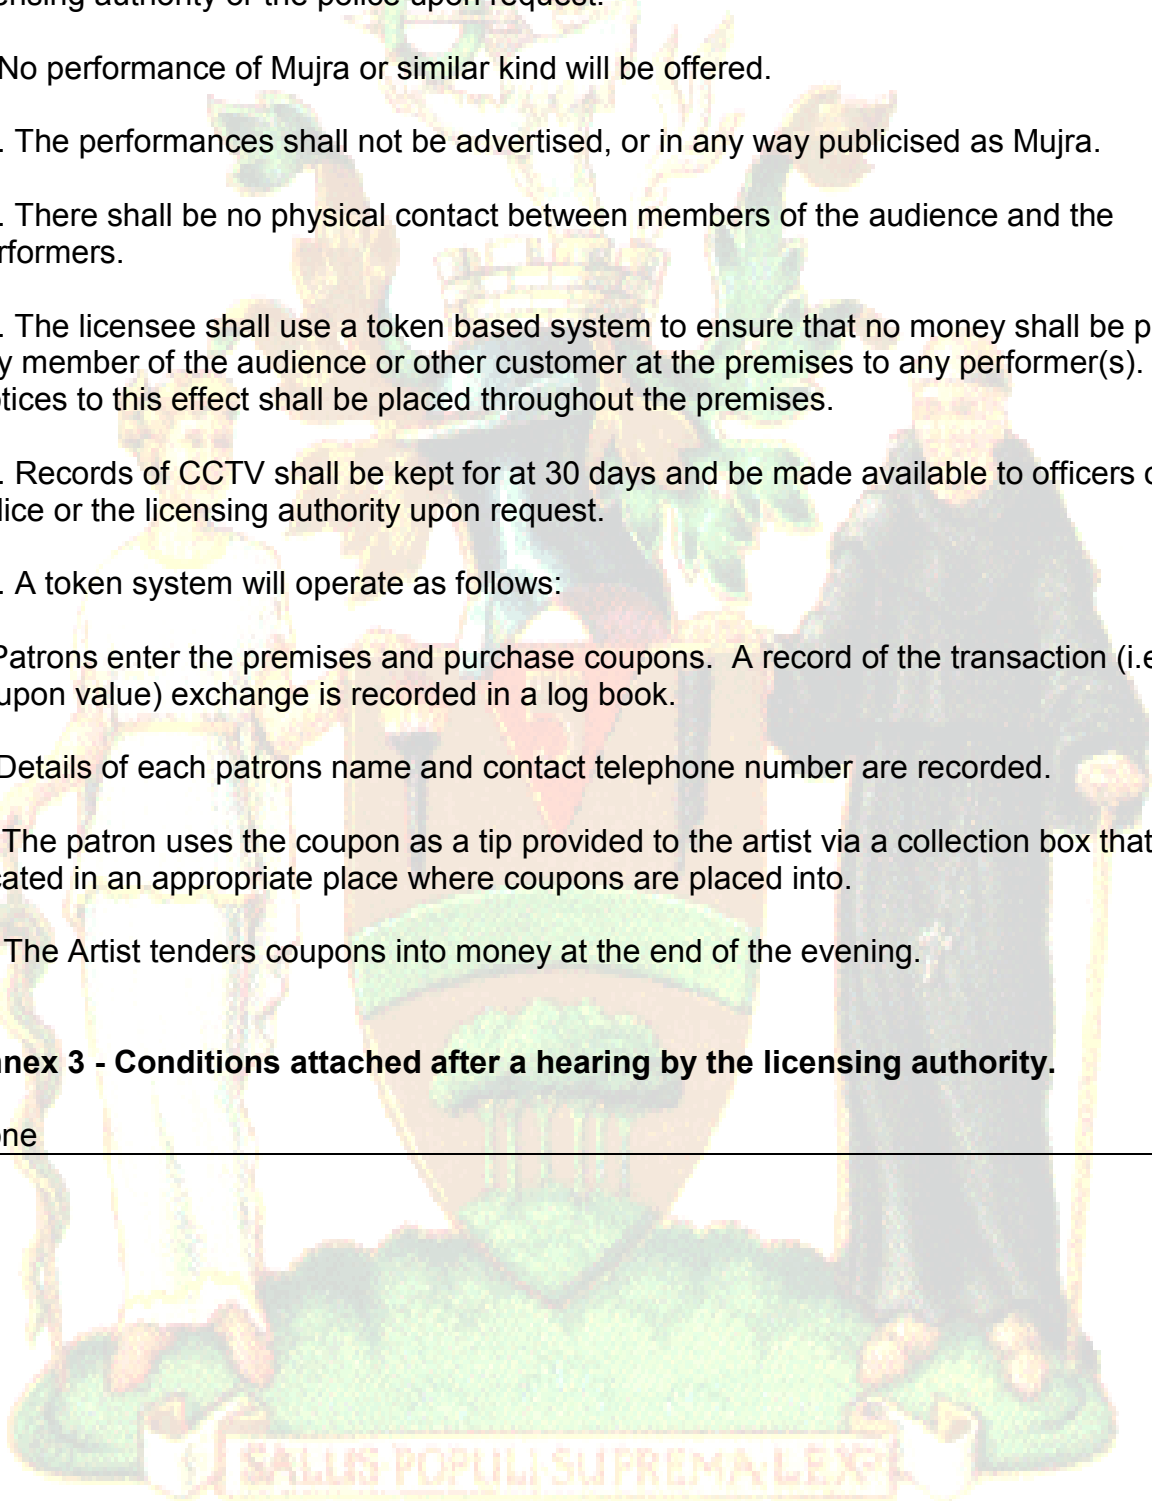 ensing authority or the police upon request.
No performance of Mujra or similar kind will be offered.
. The performances shall not be advertised, or in any way publicised as Mujra.
. There shall be no physical contact between members of the audience and the
rformers.
. The licensee shall use a token based system to ensure that no money shall be p
y member of the audience or other customer at the premises to any performer(s).
tices to this effect shall be placed throughout the premises.
. Records of CCTV shall be kept for at 30 days and be made available to officers o
lice or the licensing authority upon request.
. A token system will operate as follows:
Patrons enter the premises and purchase coupons. A record of the transaction (i.e
upon value) exchange is recorded in a log book.
Details of each patrons name and contact telephone number are recorded.
The patron uses the coupon as a tip provided to the artist via a collection box that
cated in an appropriate place where coupons are placed into.
The Artist tenders coupons into money at the end of the evening.
nnex 3 - Conditions attached after a hearing by the licensing authority.
one
SALUS POPULI SUPREMA LEX